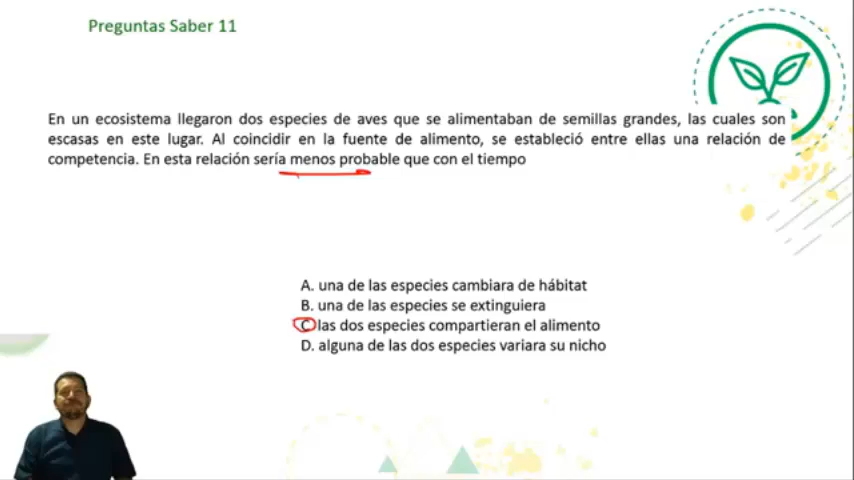 Preguntas Saber 11
En un ecosistema llegaron dos especies de aves que se alimentaban de semillas grandes, las cuales son
escasas en este lugar. Al coincidir en la fuente de alimento, se estableció entre ellas una relación de
competencia. En esta relación sería menos probable que con el tiempo
A. una de las especies cambiara de hábitat
B. una de las especies se extinguiera
C las dos especies compartieran el alimento
D. alguna de las dos especies variara su nicho